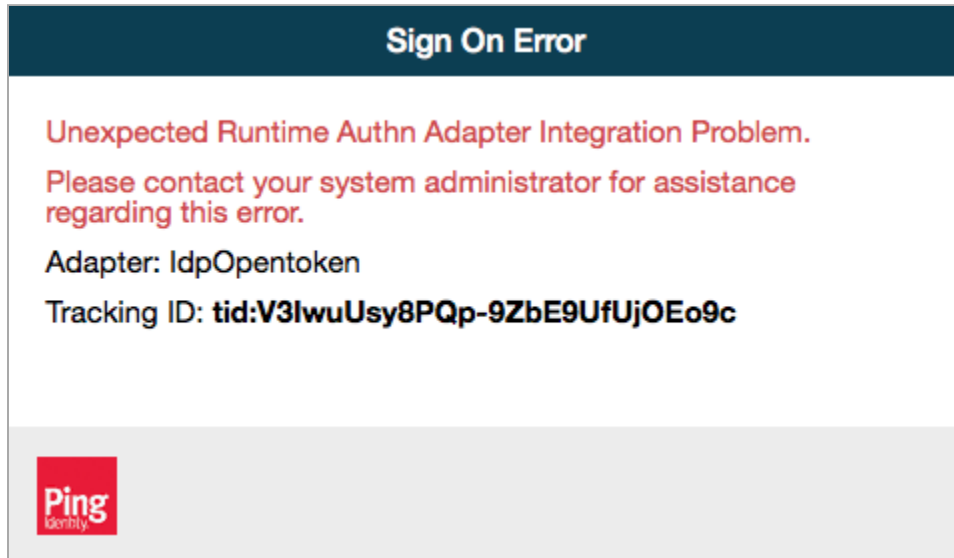 Sign On Error
Unexpected Runtime Authn Adapter Integration Problem.
Please contact your system administrator for assistance
regarding this error.
Adapter: IdpOpentoken
Tracking ID: tid:V3lwuUsy8PQp-9ZbE9UfUjOEo9c
Ping
Identity.